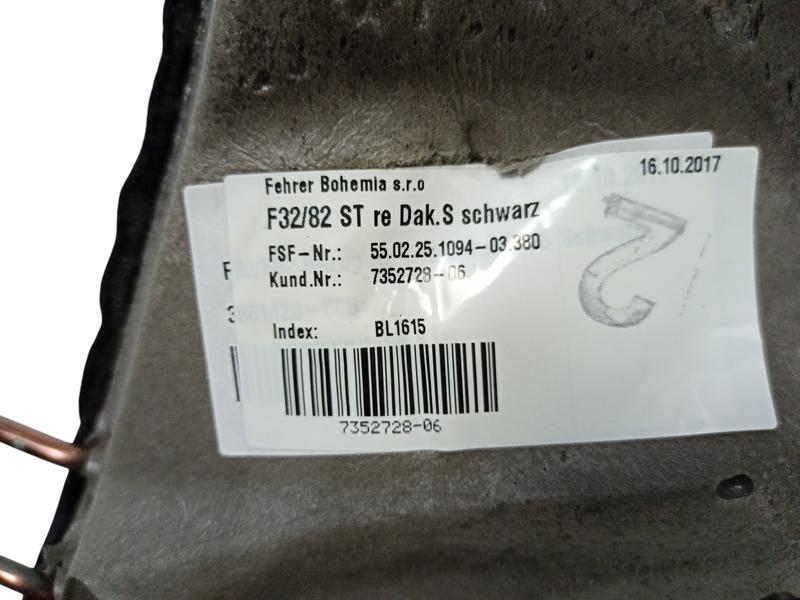 16.10.2017
Fehrer Bohemia s.r.o
F32/82 ST re Dak.S schwarz
FSF-Nr.: 55.02.25.1094-03.380
Kund.Nr.: 7352728-06
Index: BL1615
7352728-06
2